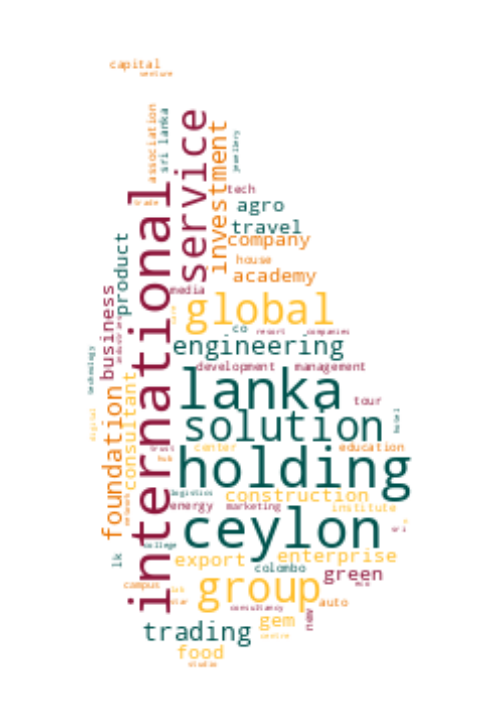 capital
venture
association
sri lanka
service
investment
jewellery
tech
international
trade
agro
travel
product
company
house
academy
media
business
industries
global
co
resort
companies
engineering
technology
development
management
lanka
consultant
foundation
tour
solution
hotel
digital
trust
center
education
hub
holding
logistics
construction
network
energy
marketing
institute
ceylon
sri
college
lk
export
enterprise
colombo
green
campus
group
eco
star
consultancy
auto
new
gem
trading
centre
food
studio